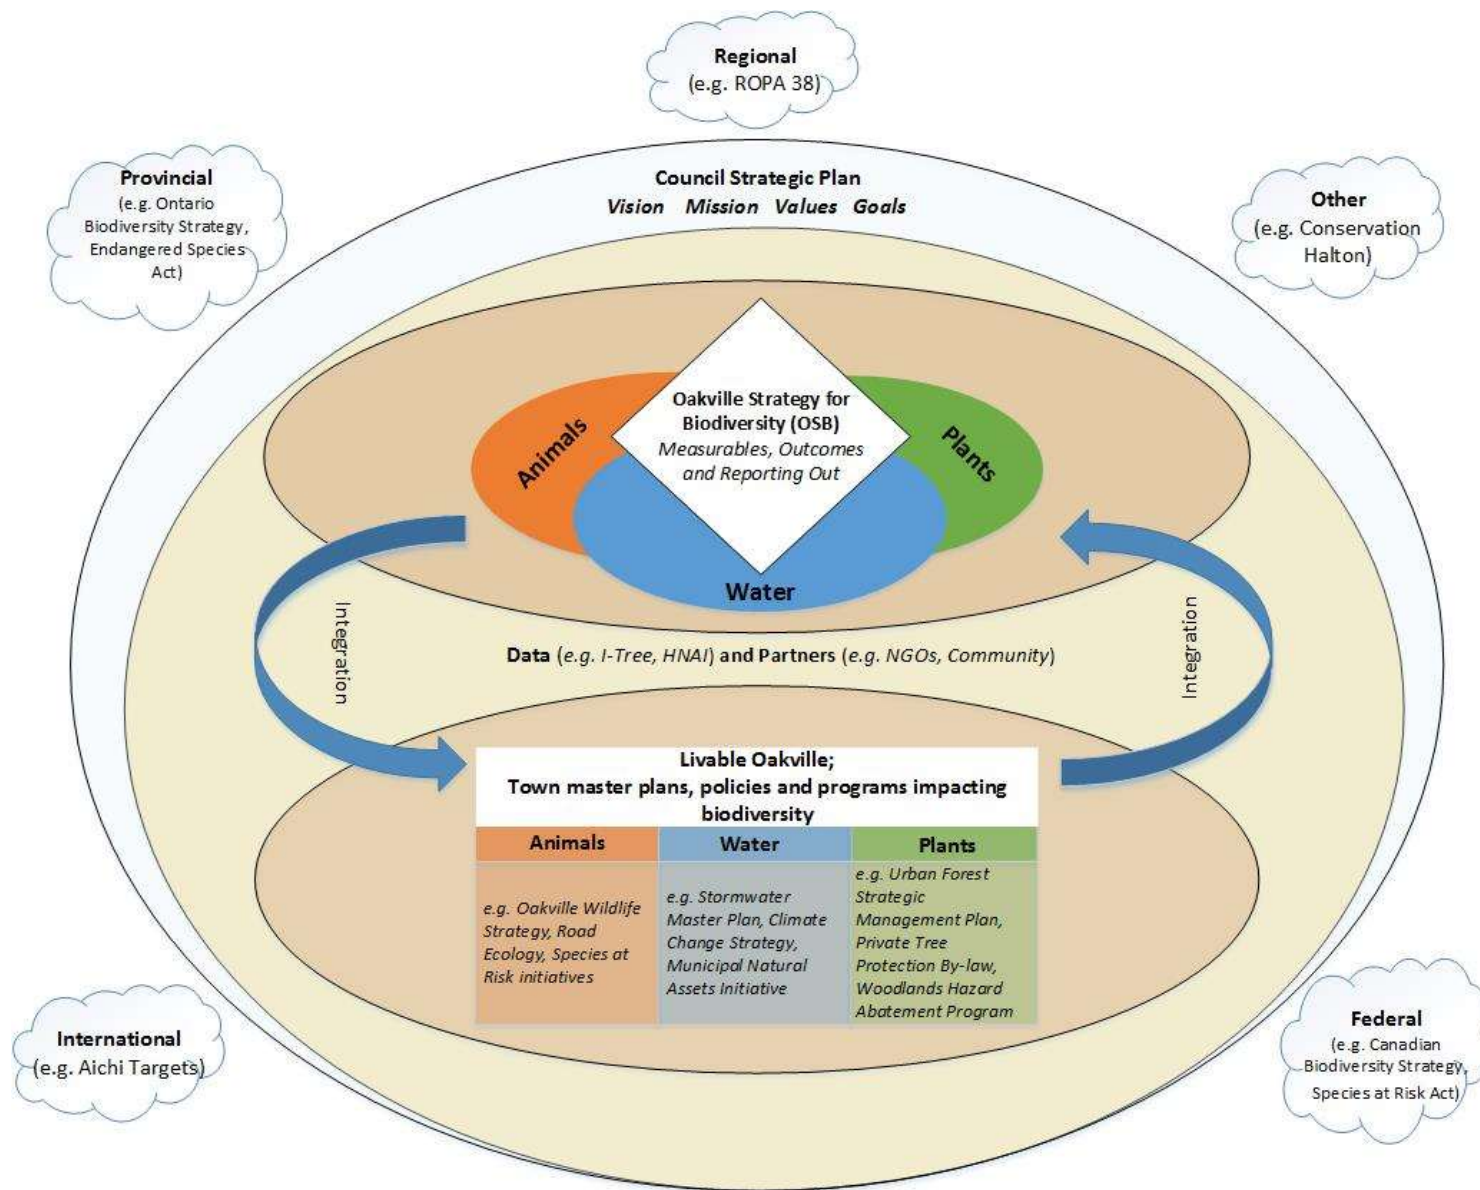 Regional
(e.g. ROPA 38)
Provincial
(e.g. Ontario
Biodiversity Strategy,
Endangered Species
Act)
Council Strategic Plan
Vision Mission Values Goals
Other
(e.g. Conservation
Halton)
Oakville Strategy for
Biodiversity (OSB)
Measurables, Outcomes
and Reporting Out
Animals
Plants
Water
Integration
Data (e.g. I-Tree, HNAI) and Partners (e.g. NGOs, Community)
Integration
Livable Oakville;
Town master plans, policies and programs impacting
biodiversity
Animals
Water
Plants
e.g. Oakville Wildlife
Strategy, Road
Ecology, Species at
Risk initiatives
e.g. Stormwater
Master Plan, Climate
Change Strategy,
Municipal Natural
Assets Initiative
e.g. Urban Forest
Strategic
Management Plan,
Private Tree
Protection By-law,
Woodlands Hazard
Abatement Program
International
(e.g. Aichi Targets)
Federal
(e.g. Canadian
Biodiversity Strategy,
Species at Risk Act)